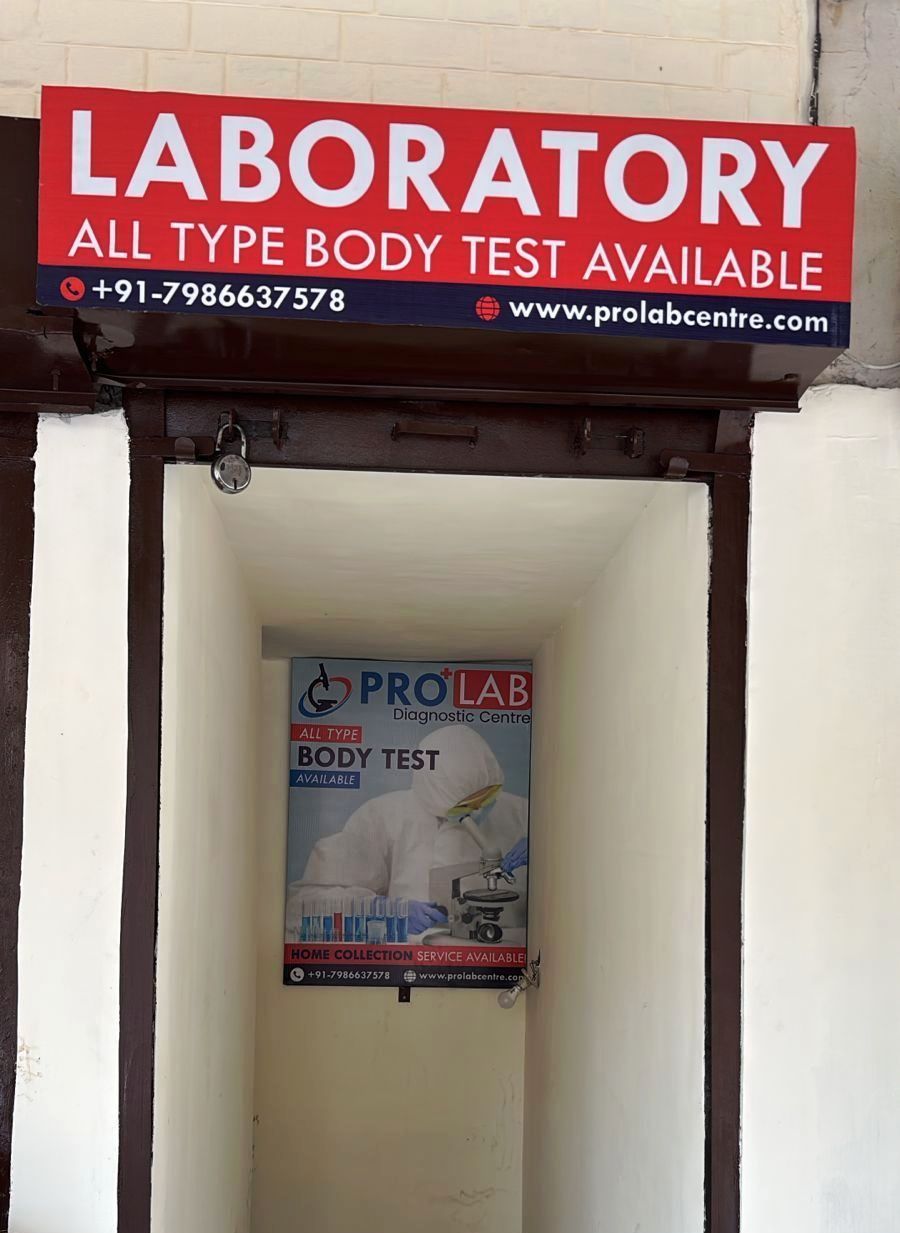 LABORATORY
ALL TYPE BODY TEST AVAILABLE
+91-7986637578 www.prolabcentre.com
PRO LAB
Diagnostic Centre
ALL TYPE
BODY TEST
AVAILABLE
HOME COLLECTION SERVICE AVAILABLE!
+91-7986637578 www.prolabcentre.com